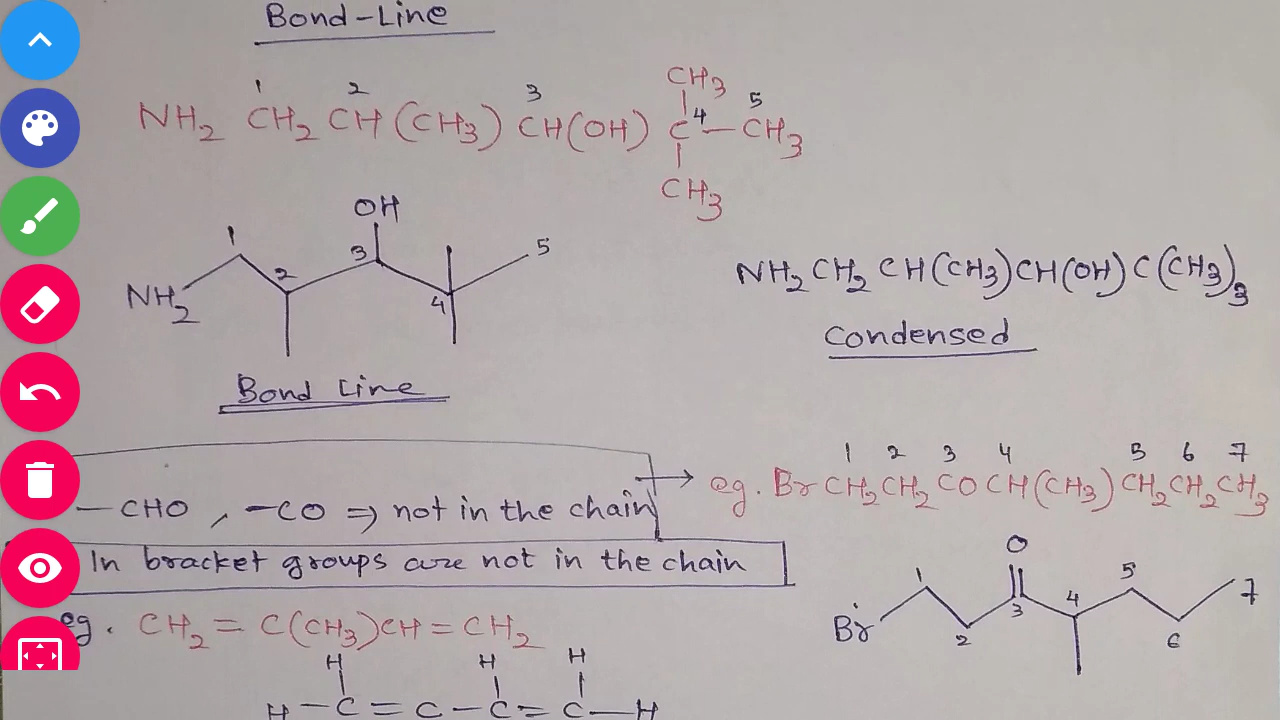 Bond-Line
CH3
1 2 3 4 5
NH2 CH2 CH (CH3) CH(OH) C — CH3
CH3
OH
1 2 3 4 5
NH2
Bond Line
NH2 CH2 CH(CH3) CH(OH) C(CH3)3
Condensed
1 2 3 4 5 6 7
eg. Br CH2 CH2 CO CH(CH3) CH2 CH2 CH3
O
1 2 3 4 5 6 7
Br
—CHO , —CO ⇒ not in the chain
In bracket groups are not in the chain
eg. CH2 = C(CH3)CH = CH2
H H H
H — C = C — C = C — H